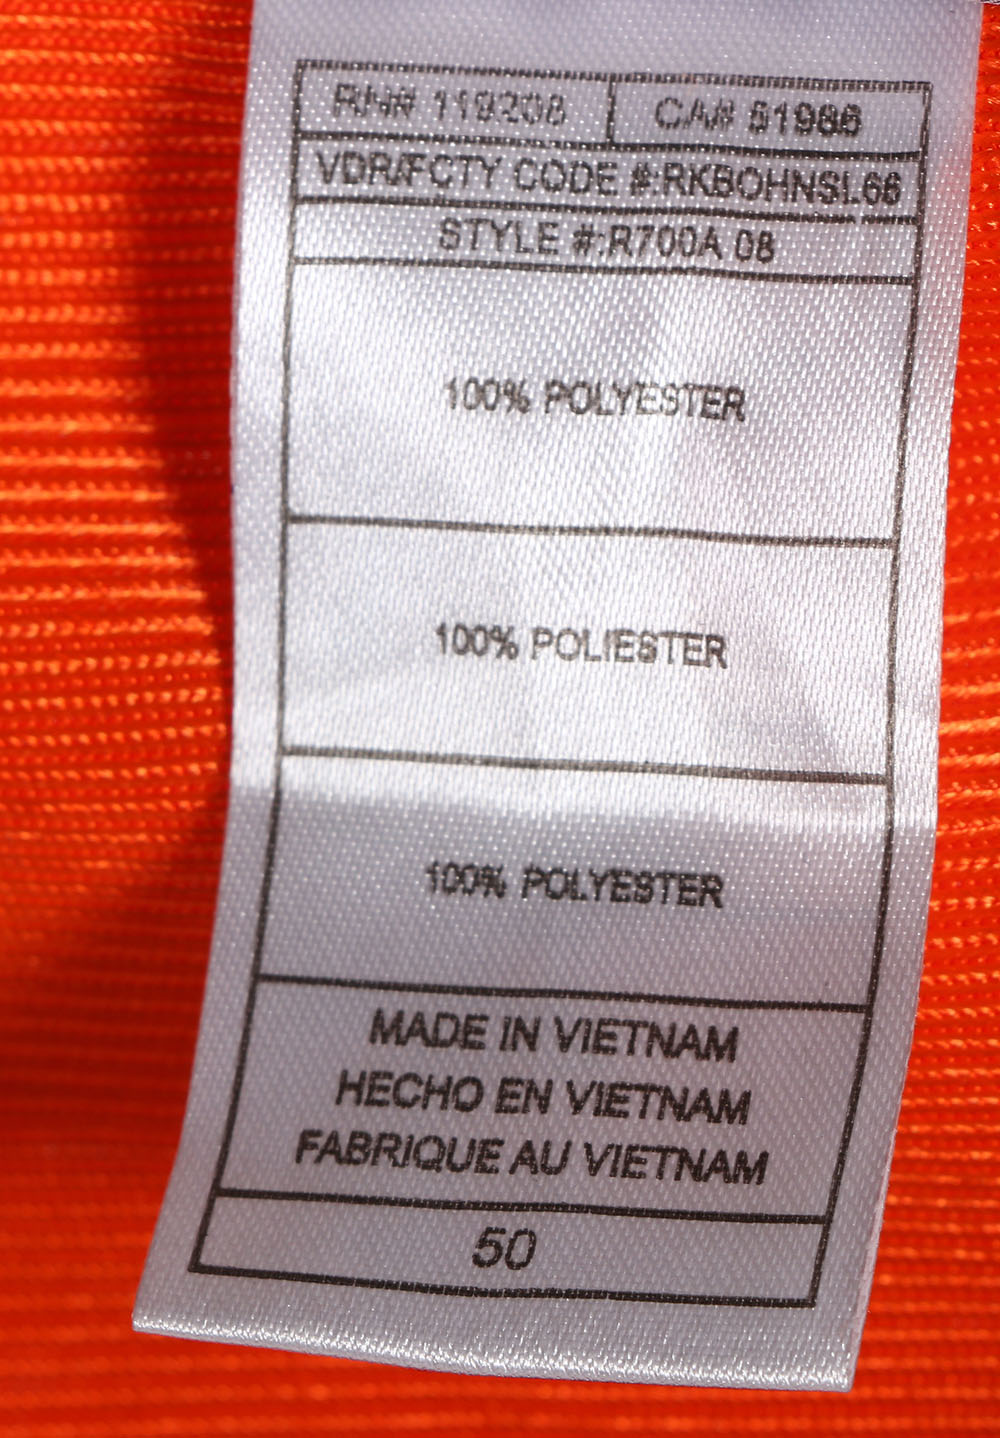 RN# 119208 CA# 51986
VDR/FCTY CODE #:RKBOHNSL66
STYLE #:R700A 08
100% POLYESTER
100% POLIESTER
100% POLYESTER
MADE IN VIETNAM
HECHO EN VIETNAM
FABRIQUE AU VIETNAM
50